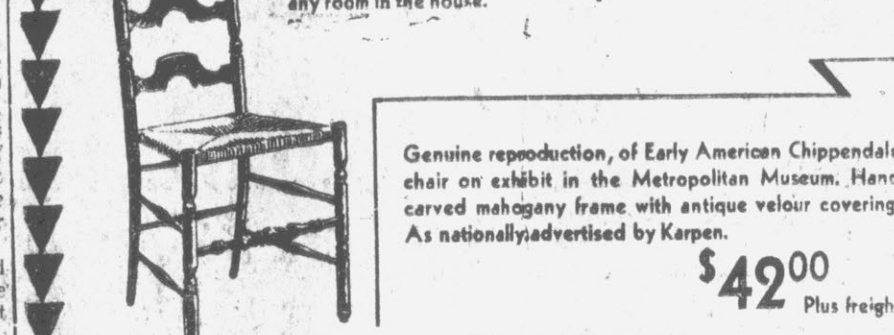 any room in the house.
Genuine reproduction, of Early American Chippendale
chair on exhibit in the Metropolitan Museum. Hand
carved mahogany frame with antique velour covering
As nationally advertised by Karpen.
$42.00
Plus freigh